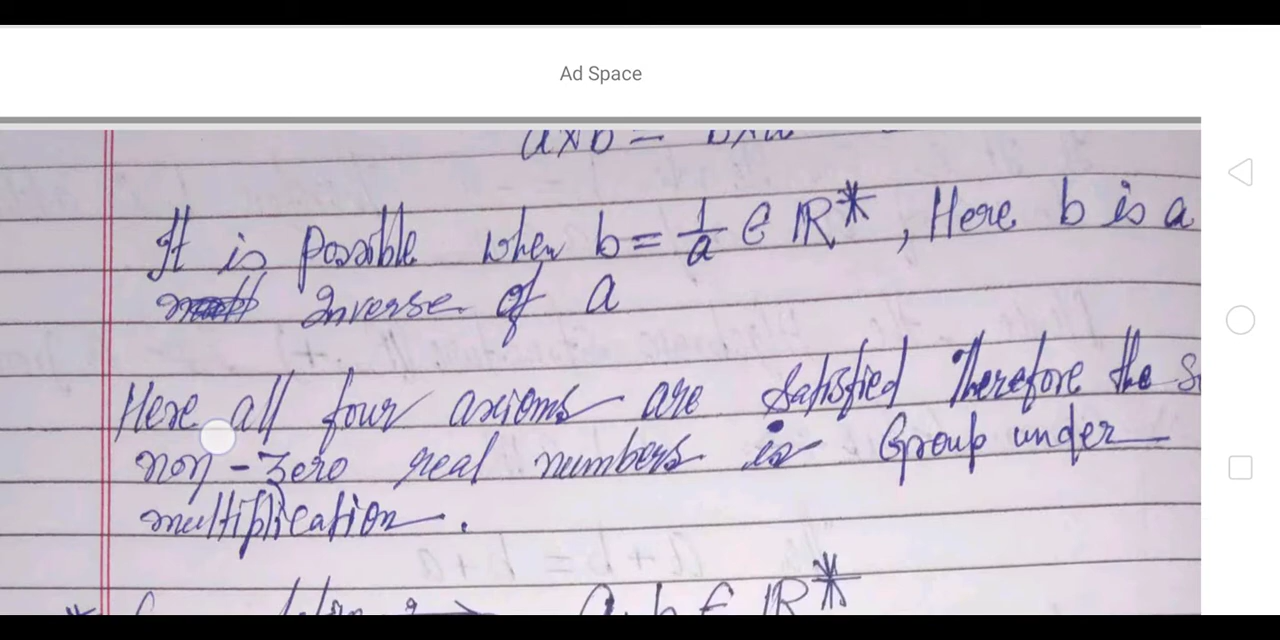 Ad Space
a×b = b×a
It is possible when b = 1/a ∈ ℝ*, Here b is a
Inverse of a
Here all four axioms are satisfied Therefore the
non-zero real numbers is Group under
multiplication.
a, b ∈ ℝ*